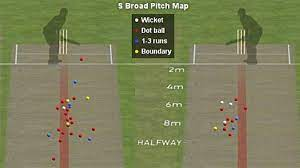 S Broad Pitch Map
Wicket
Dot ball
1-3 runs
Boundary
2m
4m
6m
8m
HALFWAY